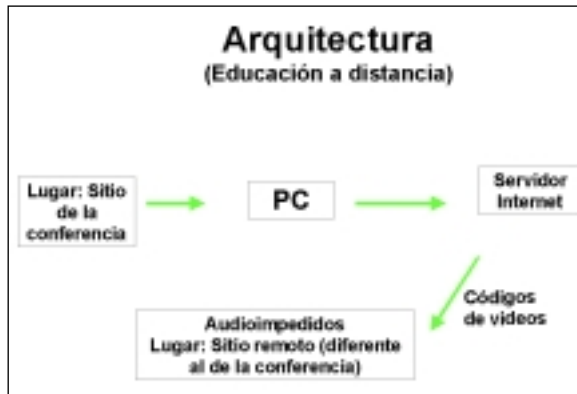 Arquitectura
(Educación a distancia)
Lugar: Sitio
de la
conferencia
PC
Servidor
Internet
Códigos
de videos
Audioimpedidos
Lugar: Sitio remoto (diferente
al de la conferencia)